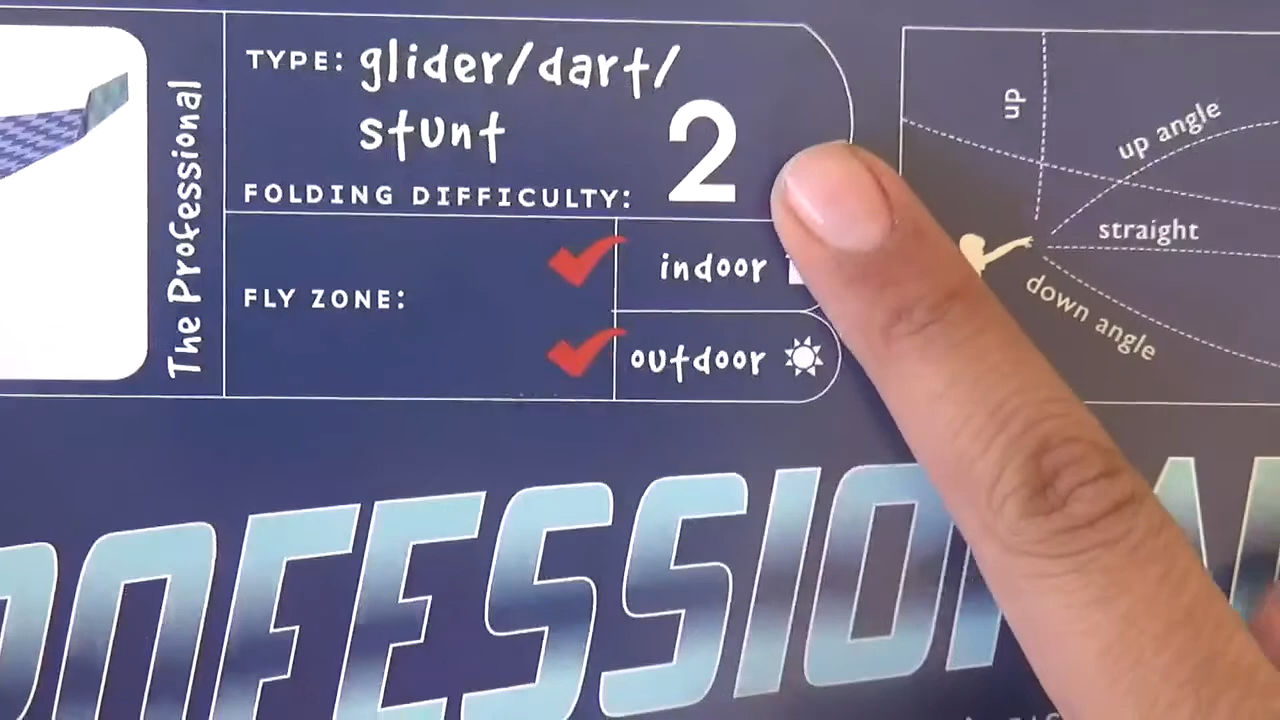 The Professional
TYPE: glider/dart/
stunt
FOLDING DIFFICULTY: 2
FLY ZONE:
indoor
outdoor
up
up angle
straight
down angle